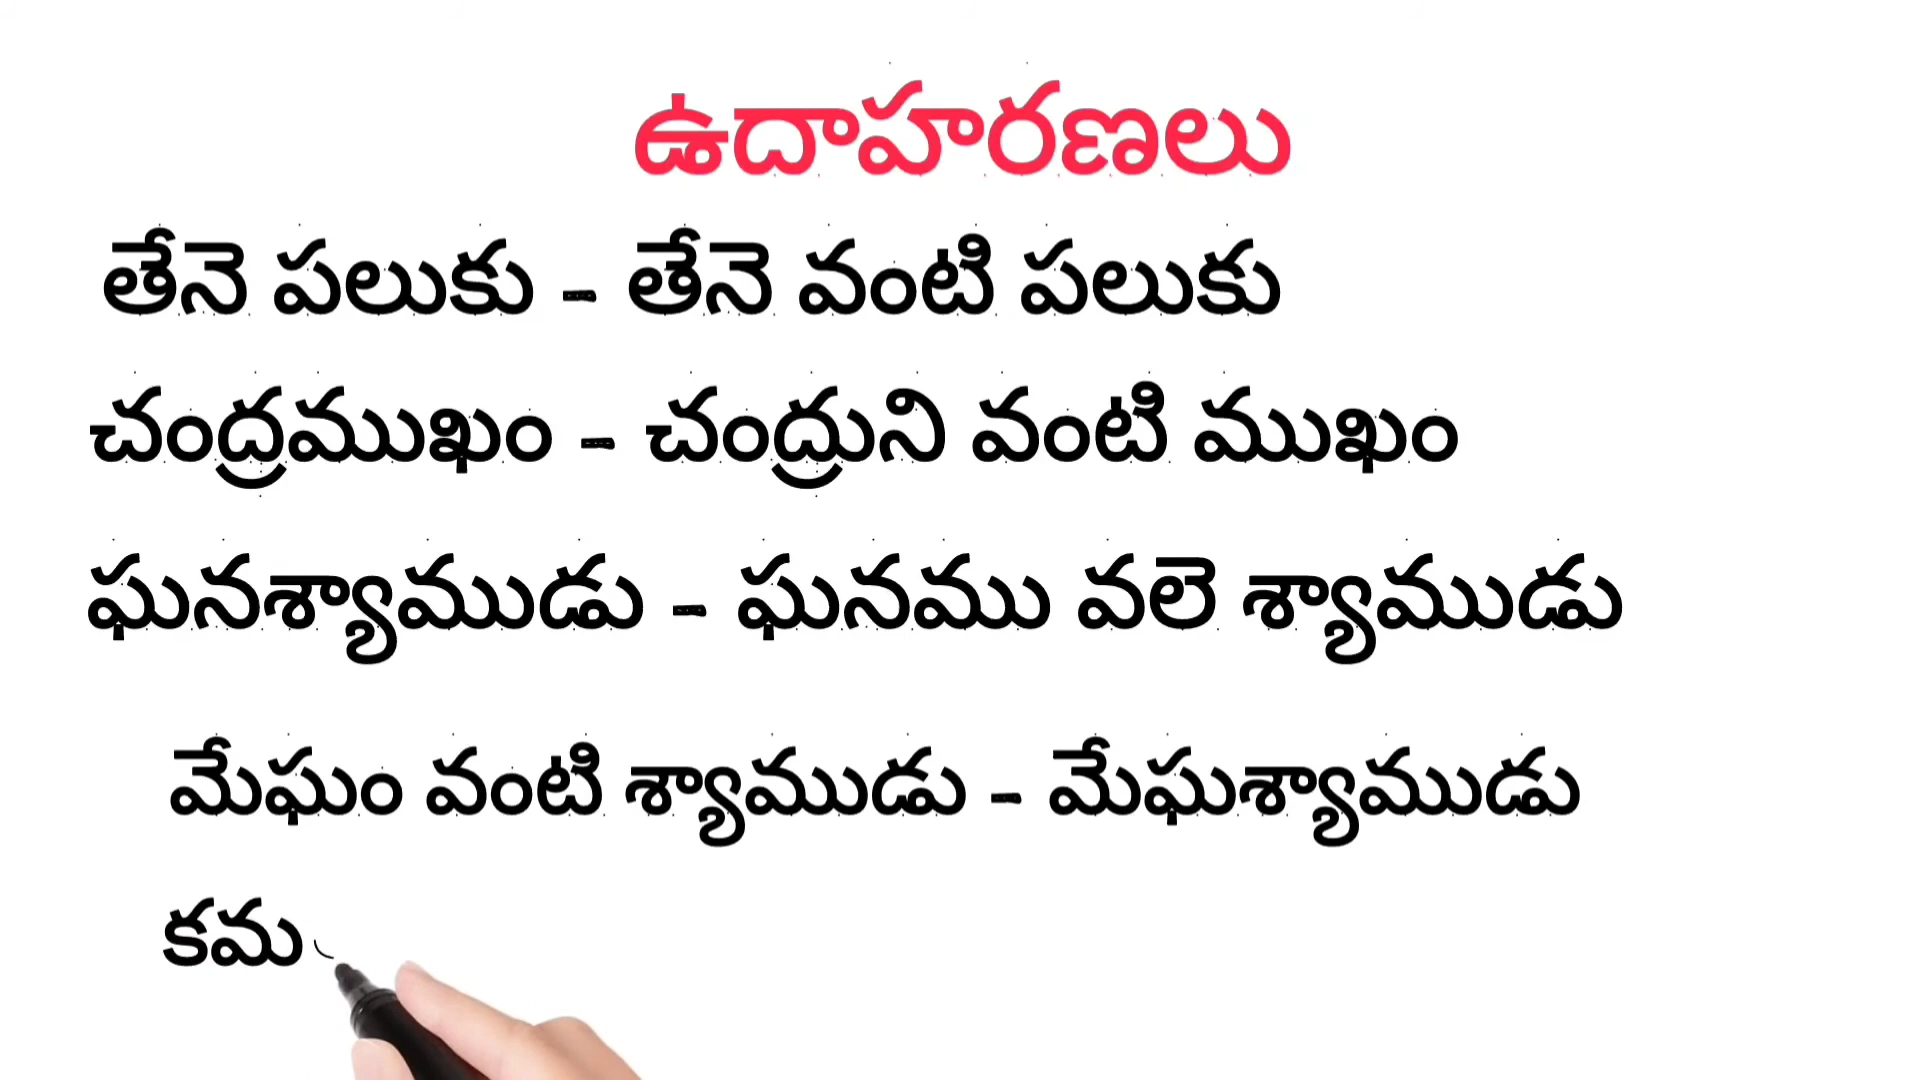 ఉదాహరణలు
తేనె పలుకు - తేనె వంటి పలుకు
చంద్రముఖం - చంద్రుని వంటి ముఖం
ఘనశ్యాముడు - ఘనము వలె శ్యాముడు
మేఘం వంటి శ్యాముడు - మేఘశ్యాముడు
కమ